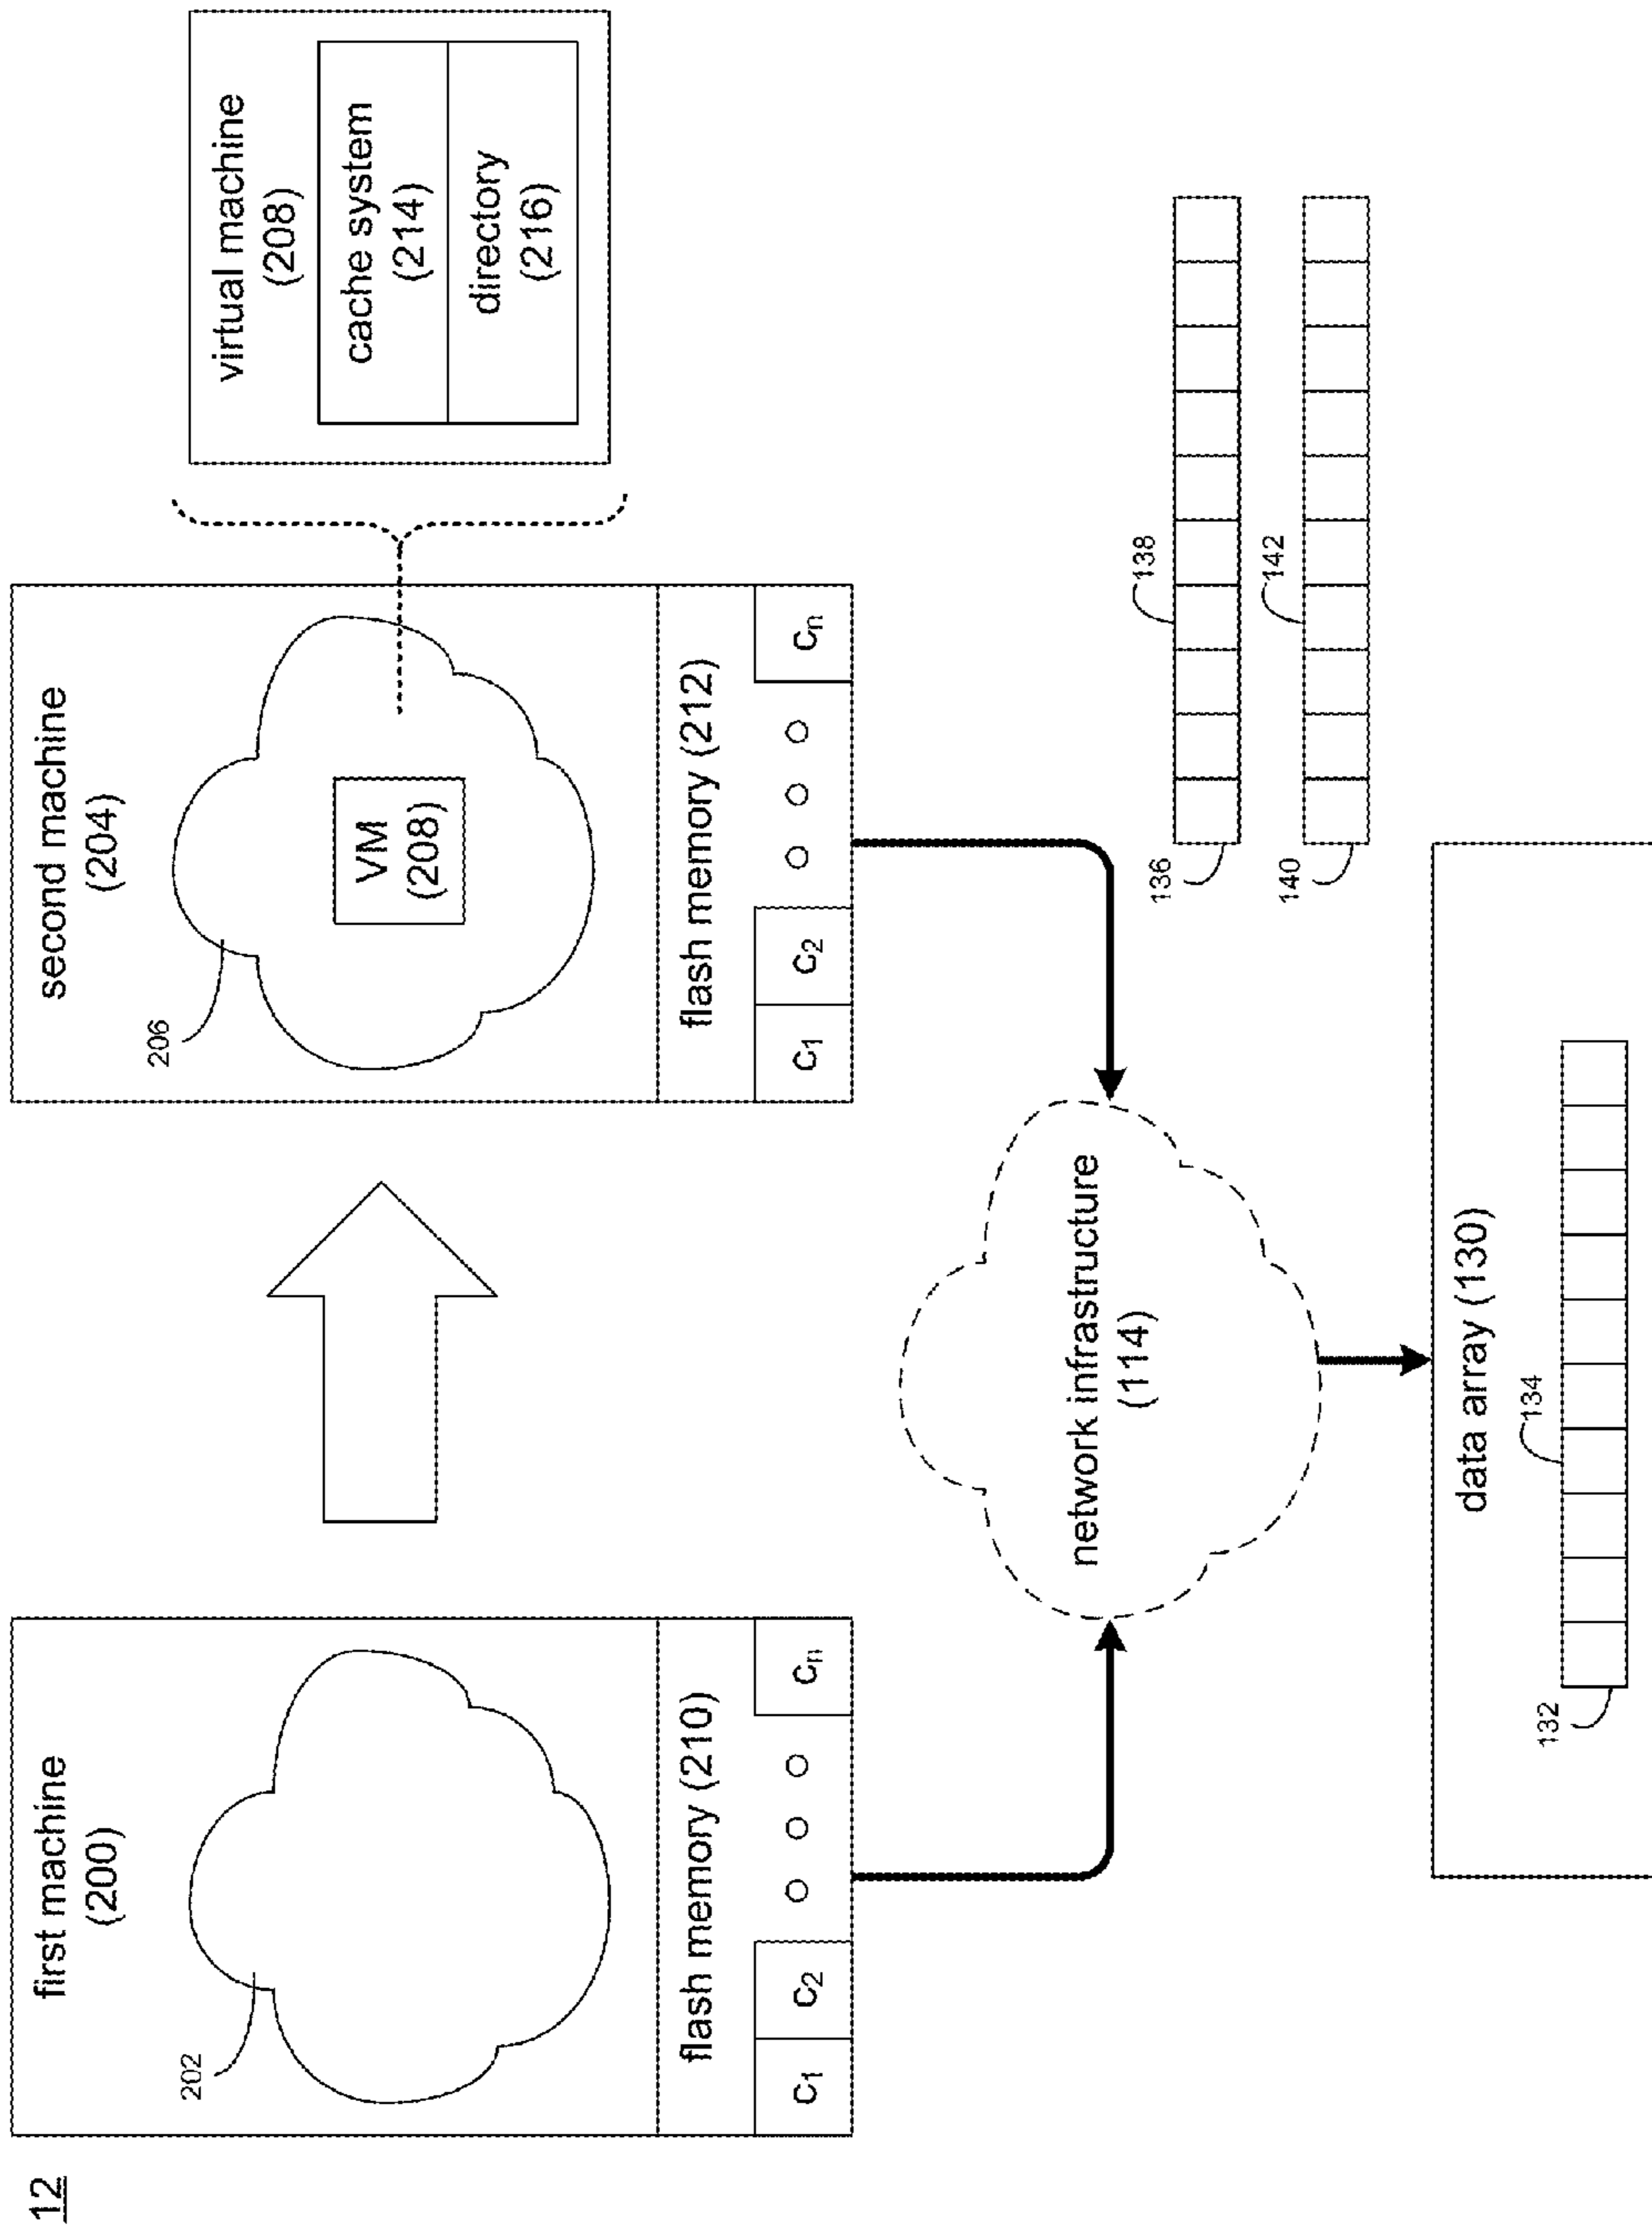 12
first machine
(200)
202
flash memory (210)
C1
C2
Cn
second machine
(204)
206
VM
(208)
flash memory (212)
C1
C2
Cn
virtual machine
(208)
cache system
(214)
directory
(216)
network infrastructure
(114)
136
138
140
142
data array (130)
132
134